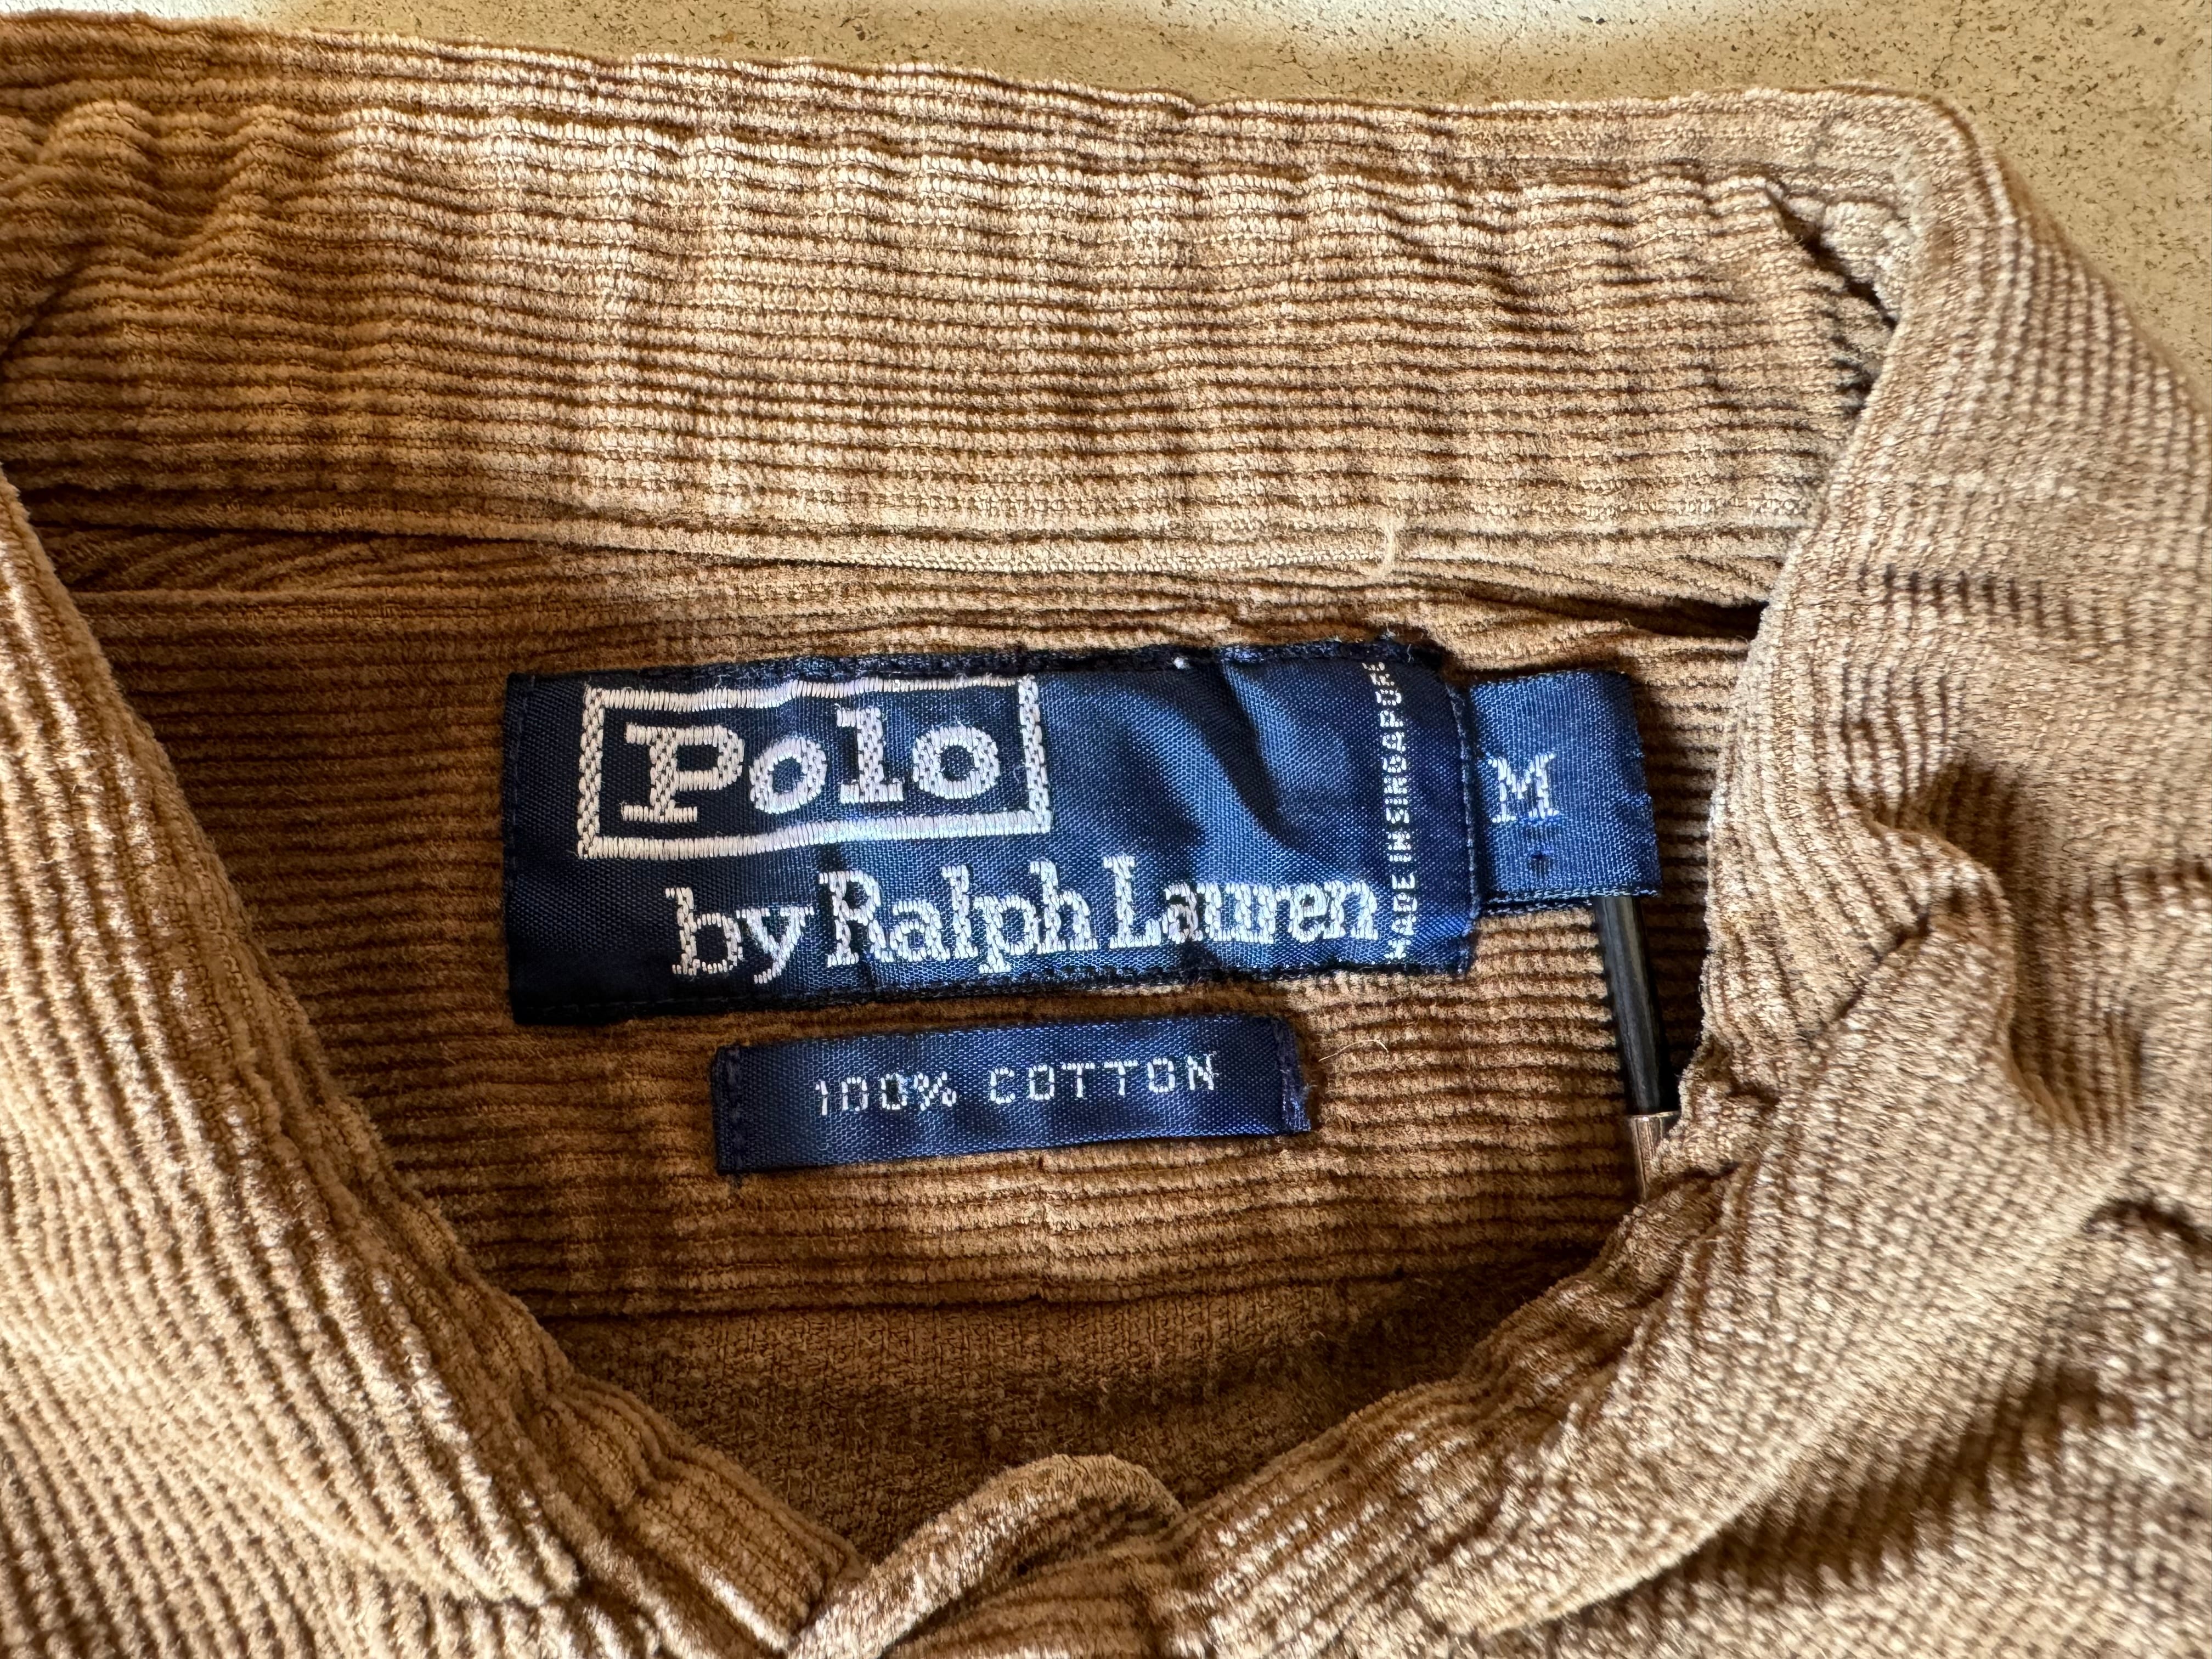 Polo
by Ralph Lauren
MADE IN SINGAPORE
M
100% COTTON